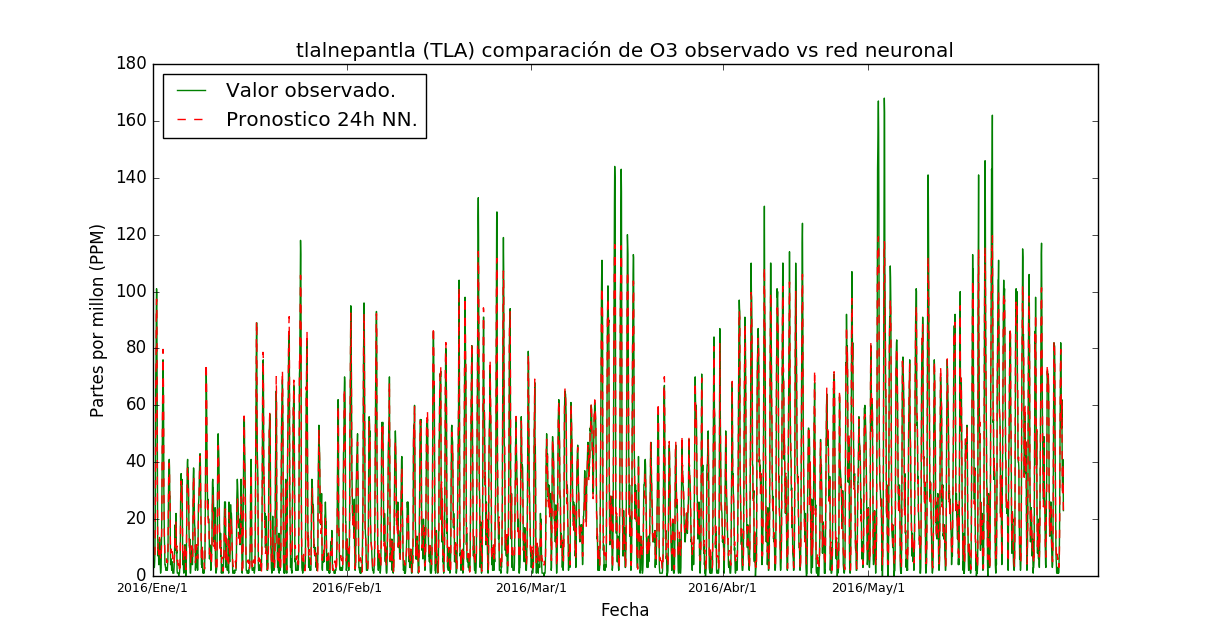 tlalnepantla (TLA) comparación de O3 observado vs red neuronal
Valor observado.
Pronostico 24h NN.
Partes por millon (PPM)
180
160
140
120
100
80
60
40
20
0
2016/Ene/1 2016/Feb/1 2016/Mar/1 2016/Abr/1 2016/May/1
Fecha